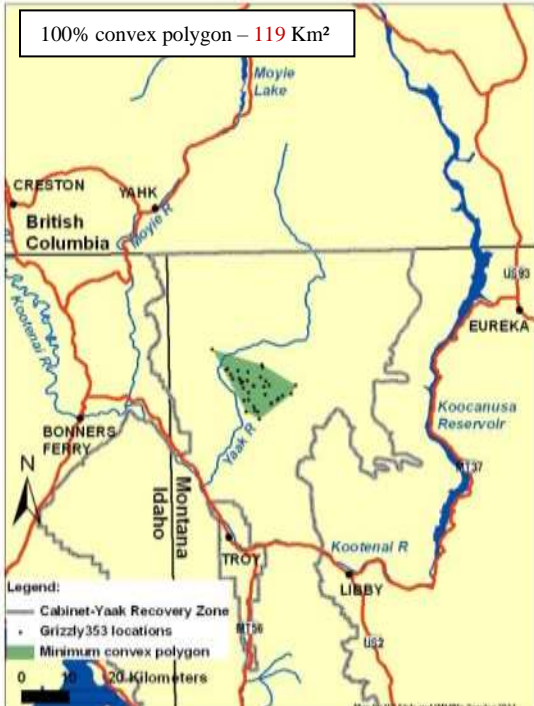 100% convex polygon – 119 Km²
Moyie
Lake
CRESTON
YAHK
British
Columbia
Moyie R
Kootenai R
US93
EUREKA
Koocanusa
Reservoir
BONNERS
FERRY
Yaak R
N
Montana
Idaho
MT37
TROY
Kootenai R
LIBBY
Legend:
Cabinet-Yaak Recovery Zone
Grizzly353 locations
Minimum convex polygon
MT56
US2
0 10 20 Kilometers